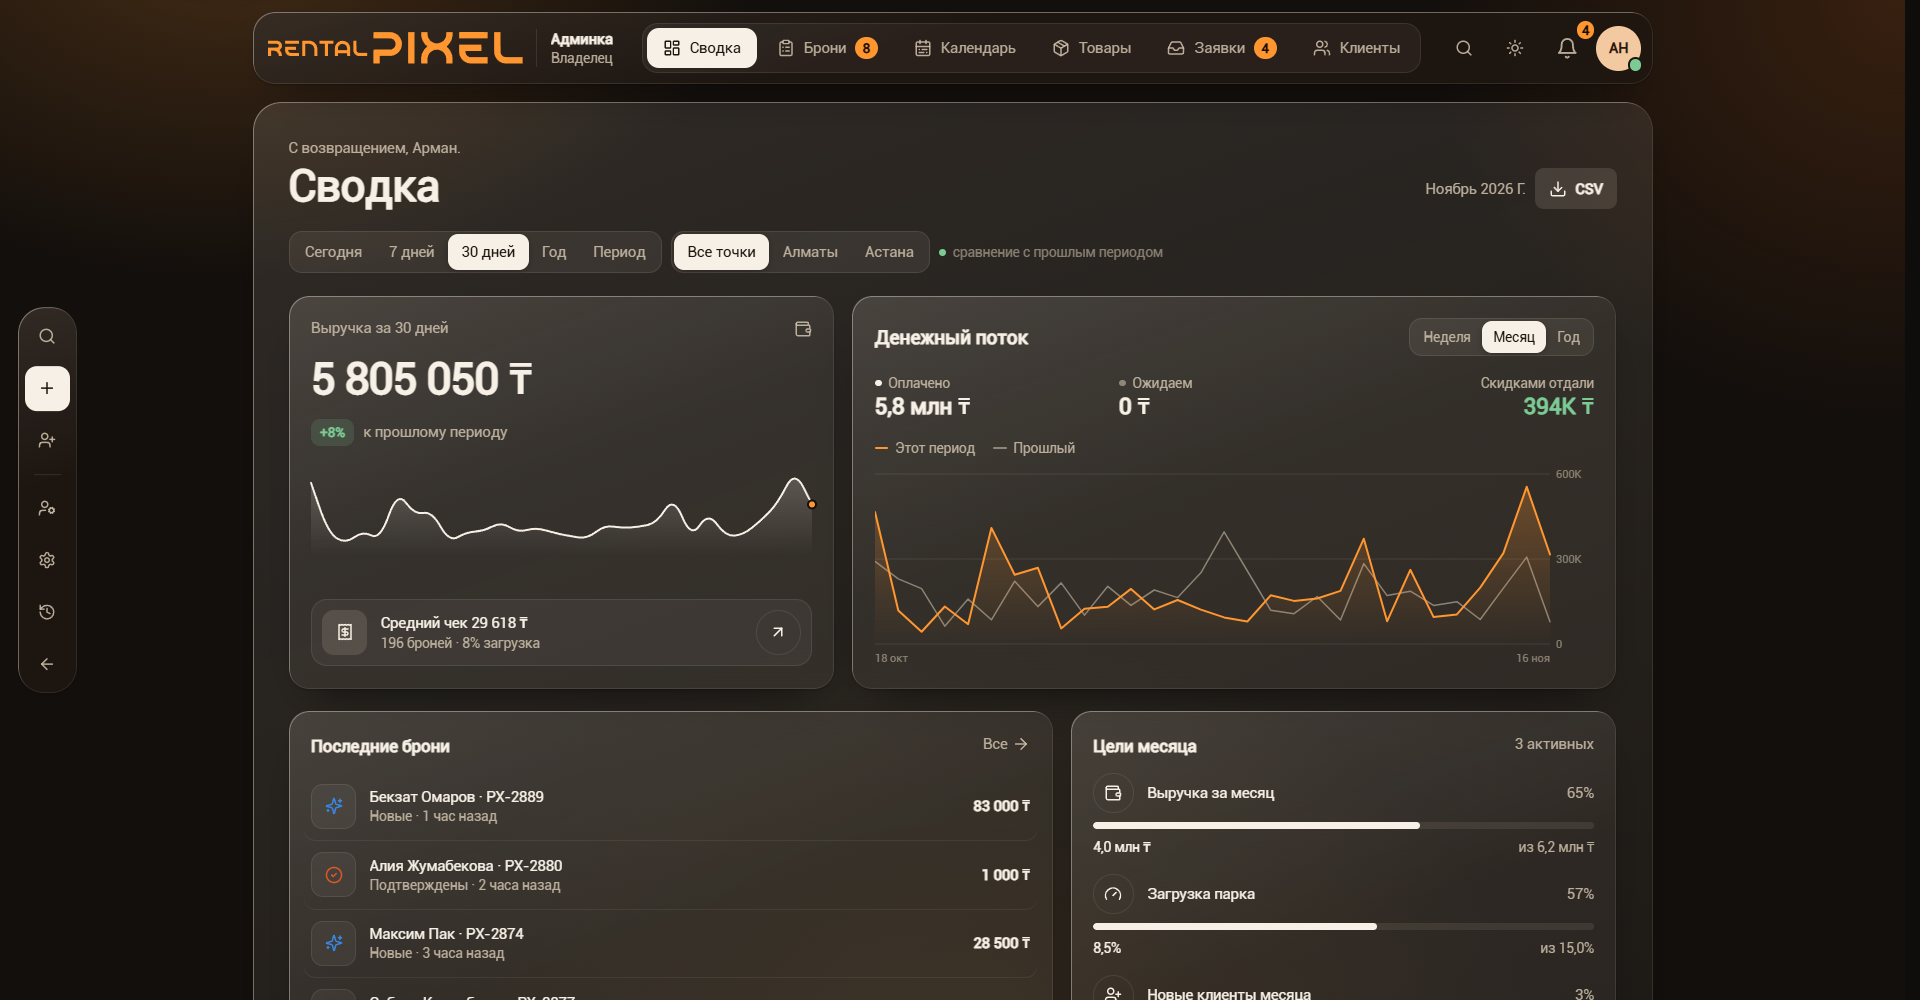 RENTAL PIXEL
Админка
Владелец
Сводка
Брони 8
Календарь
Товары
Заявки 4
Клиенты
4
АН
С возвращением, Арман.
Сводка
Ноябрь 2026 Г.
CSV
Сегодня
7 дней
30 дней
Год
Период
Все точки
Алматы
Астана
сравнение с прошлым периодом
Выручка за 30 дней
5 805 050 ₸
+8% к прошлому периоду
Средний чек 29 618 ₸
196 броней · 8% загрузка
Денежный поток
Неделя
Месяц
Год
Оплачено
5,8 млн ₸
Ожидаем
0 ₸
Скидками отдали
394K ₸
Этот период
Прошлый
600K
300K
0
18 окт
16 ноя
Последние брони
Все
Бекзат Омаров · PX-2889
Новые · 1 час назад
83 000 ₸
Алия Жумабекова · PX-2880
Подтверждены · 2 часа назад
1 000 ₸
Максим Пак · PX-2874
Новые · 3 часа назад
28 500 ₸
Цели месяца
3 активных
Выручка за месяц
65%
4,0 млн ₸
из 6,2 млн ₸
Загрузка парка
57%
8,5%
из 15,0%
Новые клиенты месяца
3%